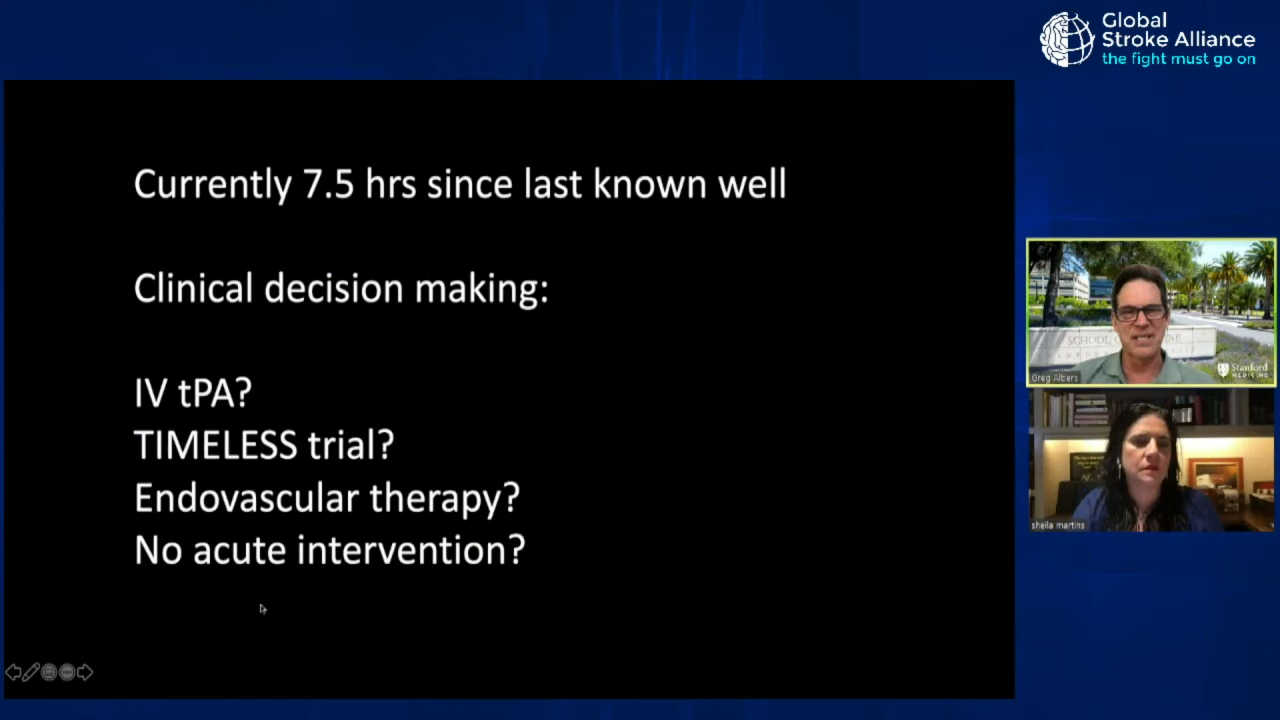 Global
Stroke Alliance
the fight must go on
Currently 7.5 hrs since last known well
Clinical decision making:
IV tPA?
TIMELESS trial?
Endovascular therapy?
No acute intervention?
Greg Albers
Stanford
MEDICINE
sheila martins